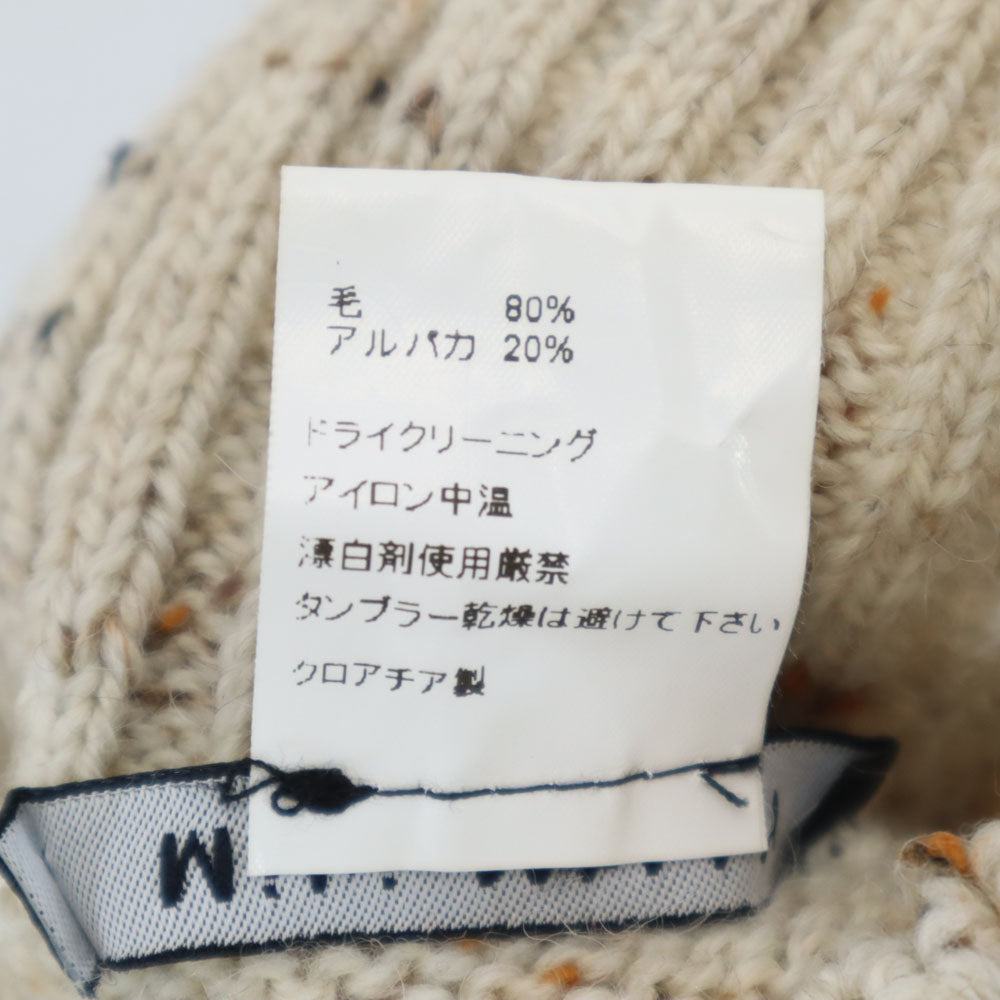 毛 80%
アルパカ 20%
ドライクリーニング
アイロン中温
漂白剤使用厳禁
タンブラー乾燥は避けて下さい
クロアチア製